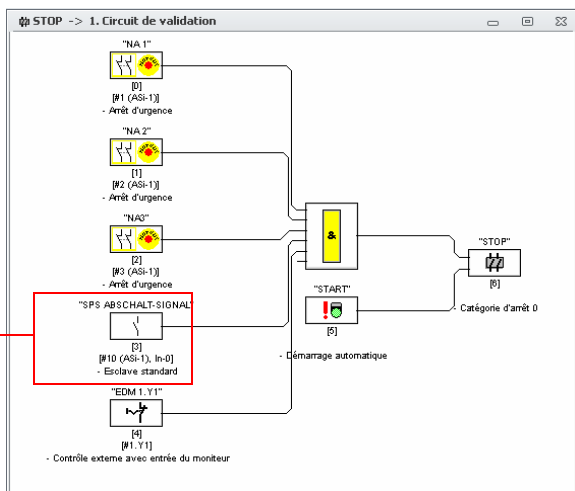 STOP -> 1. Circuit de validation
"NA 1"
[0]
[#1 (ASi-1)]
- Arrêt d'urgence
"NA 2"
[1]
[#2 (ASi-1)]
- Arrêt d'urgence
"NA3"
[2]
[#3 (ASi-1)]
- Arrêt d'urgence
"SPS ABSCHALT-SIGNAL"
[3]
[#10 (ASi-1), In-0]
- Esclave standard
"EDM 1.Y1"
[4]
[#1.Y1]
- Contrôle externe avec entrée du moniteur
&
"START"
[5]
- Démarrage automatique
"STOP"
[6]
- Catégorie d'arrêt 0